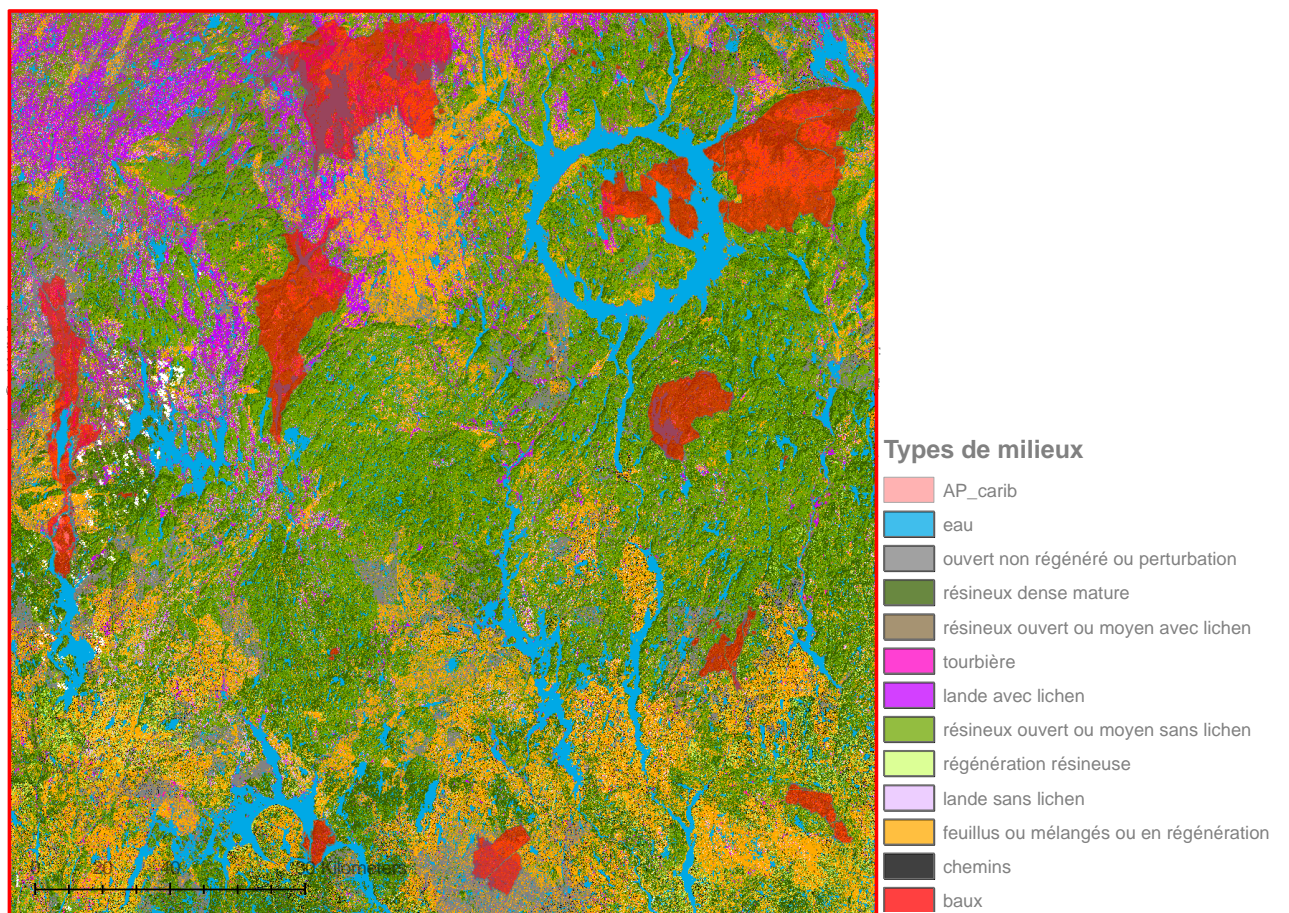 Types de milieux
AP_carib
eau
ouvert non régénéré ou perturbation
résineux dense mature
résineux ouvert ou moyen avec lichen
tourbière
lande avec lichen
résineux ouvert ou moyen sans lichen
régénération résineuse
lande sans lichen
feuillus ou mélangés ou en régénération
chemins
baux
0 20 40 80 Kilometers